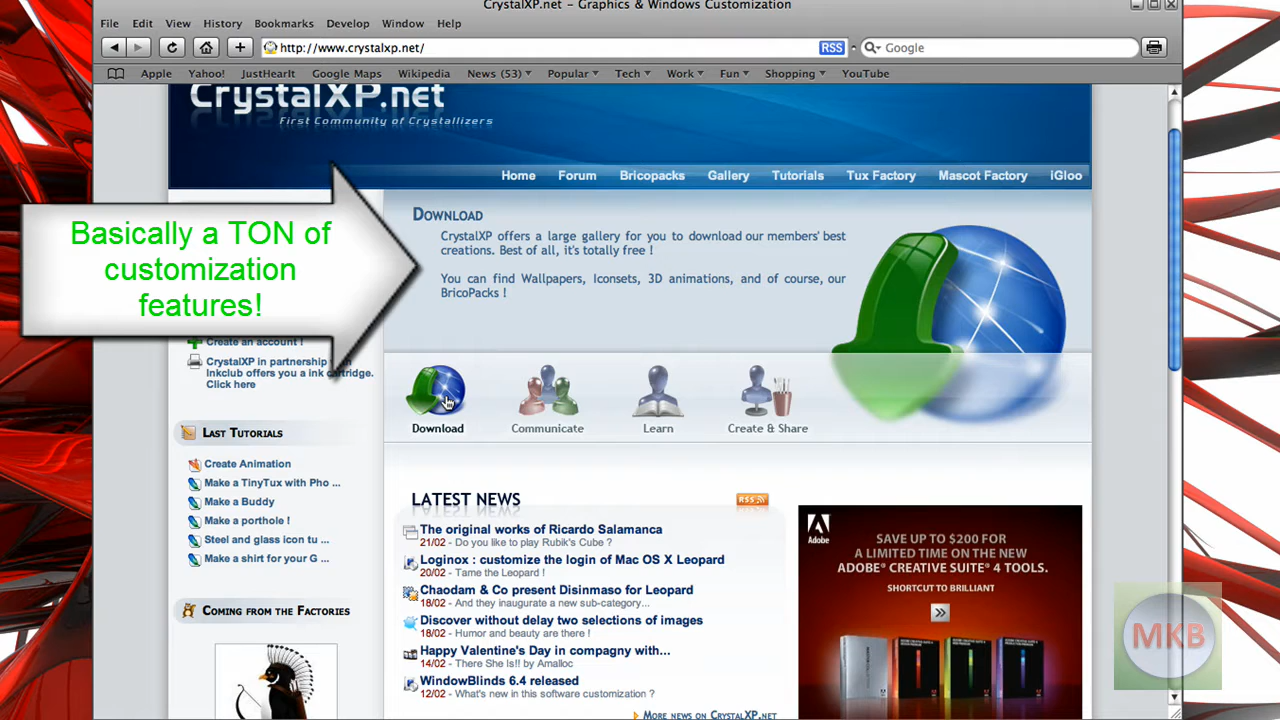 CrystalXP.net – Graphics & Windows Customization
File Edit View History Bookmarks Develop Window Help
http://www.crystalxp.net/ RSS Google
Apple Yahoo! JustHearIt Google Maps Wikipedia News (53) Popular Tech Work Fun Shopping YouTube
CrystalXP.net
First Community of Crystallizers
Home Forum Bricopacks Gallery Tutorials Tux Factory Mascot Factory iGloo
Basically a TON of
customization
features!
Download
CrystalXP offers a large gallery for you to download our members' best
creations. Best of all, it's totally free !
You can find Wallpapers, Iconsets, 3D animations, and of course, our
BricoPacks !
Create an account !
CrystalXP in partnership
Inkclub offers you a ink cartridge.
Click here
Download Communicate Learn Create & Share
Last Tutorials
Create Animation
Make a TinyTux with Pho ...
Make a Buddy
Make a porthole !
Steel and glass icon tu ...
Make a shirt for your G ...
Coming from the Factories
LATEST NEWS RSS
The original works of Ricardo Salamanca
21/02 - Do you like to play Rubik's Cube ?
Loginox : customize the login of Mac OS X Leopard
20/02 - Tame the Leopard !
Chaodam & Co present Disinmaso for Leopard
18/02 - And they inaugurate a new sub-category...
Discover without delay two selections of images
18/02 - Humor and beauty are there !
Happy Valentine's Day in compagny with...
14/02 - There She Is!! by Amalloc
WindowBlinds 6.4 released
12/02 - What's new in this software customization ?
More news on CrystalXP.net
Adobe
SAVE UP TO $200 FOR
A LIMITED TIME ON THE NEW
ADOBE® CREATIVE SUITE® 4 TOOLS.
SHORTCUT TO BRILLIANT
MKB